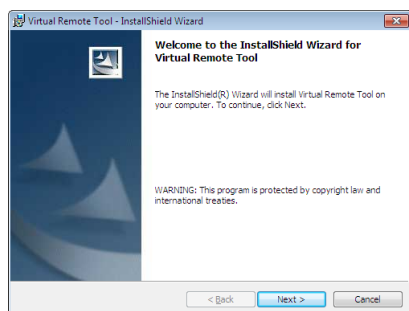 Virtual Remote Tool - InstallShield Wizard
Welcome to the InstallShield Wizard for
Virtual Remote Tool
The InstallShield(R) Wizard will install Virtual Remote Tool on
your computer. To continue, click Next.
WARNING: This program is protected by copyright law and
international treaties.
< Back
Next >
Cancel